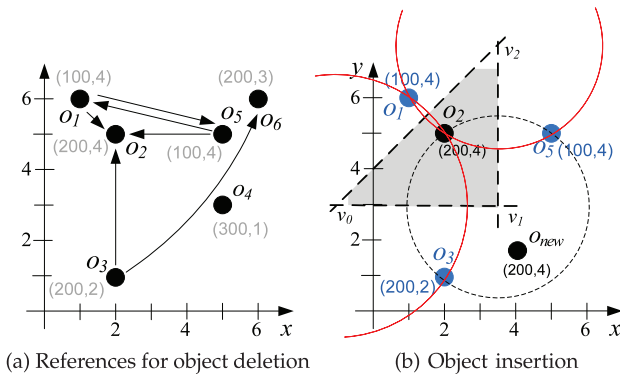 (100,4)
(200,3)
6
o1
o5
o6
(200,4)
o2
(100,4)
4
o4
(300,1)
2
o3
(200,2)
2
4
6
x
(a) References for object deletion
y
v2
(100,4)
6
o1
o2
(200,4)
o5 (100,4)
4
v0
v1
2
o3
(200,2)
onew
(200,4)
2
4
6
x
(b) Object insertion